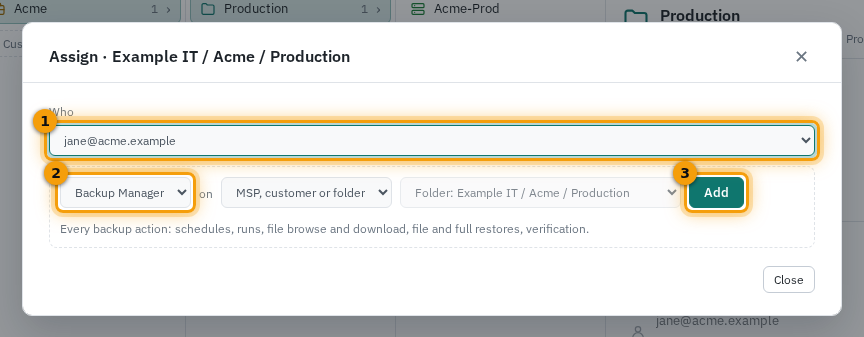 Acme 1 ›
Production 1 ›
Acme-Prod
Production
Cus
Pro
Assign · Example IT / Acme / Production
Who
1
jane@acme.example
2
3
Backup Manager on MSP, customer or folder Folder: Example IT / Acme / Production Add
Every backup action: schedules, runs, file browse and download, file and full restores, verification.
Close
jane@acme.example